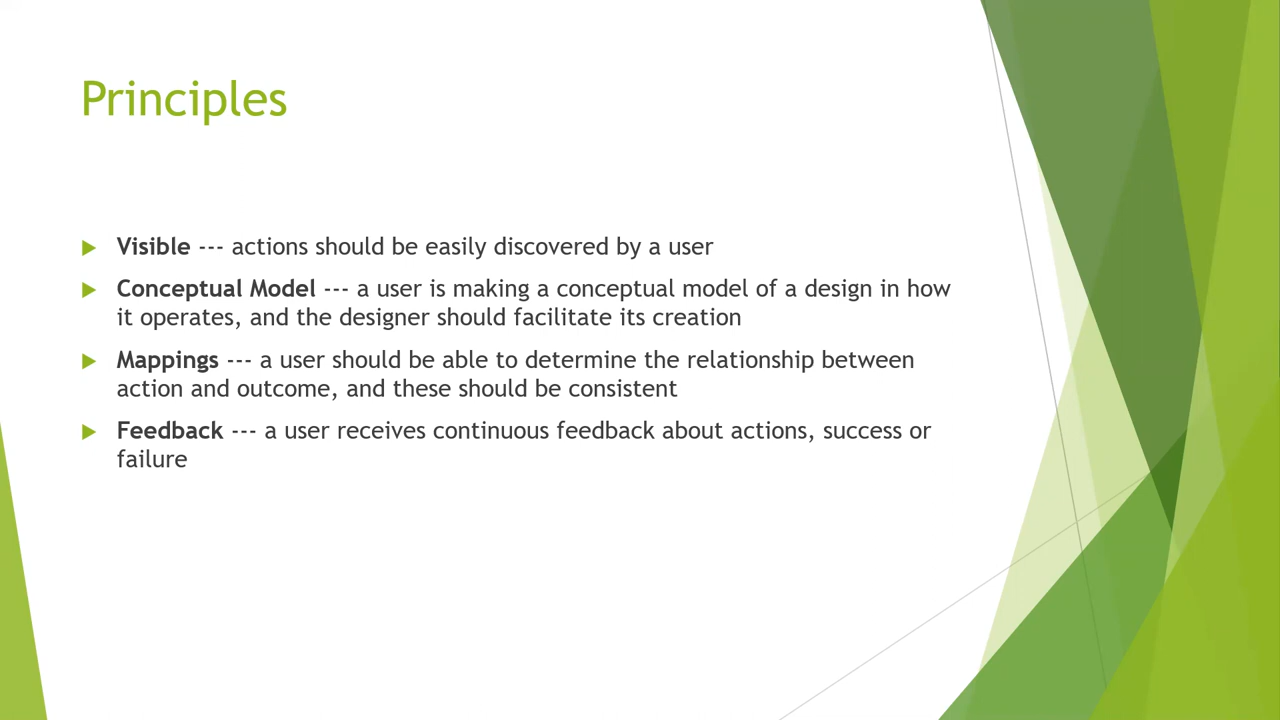 Principles
Visible --- actions should be easily discovered by a user
Conceptual Model --- a user is making a conceptual model of a design in how
it operates, and the designer should facilitate its creation
Mappings --- a user should be able to determine the relationship between
action and outcome, and these should be consistent
Feedback --- a user receives continuous feedback about actions, success or
failure